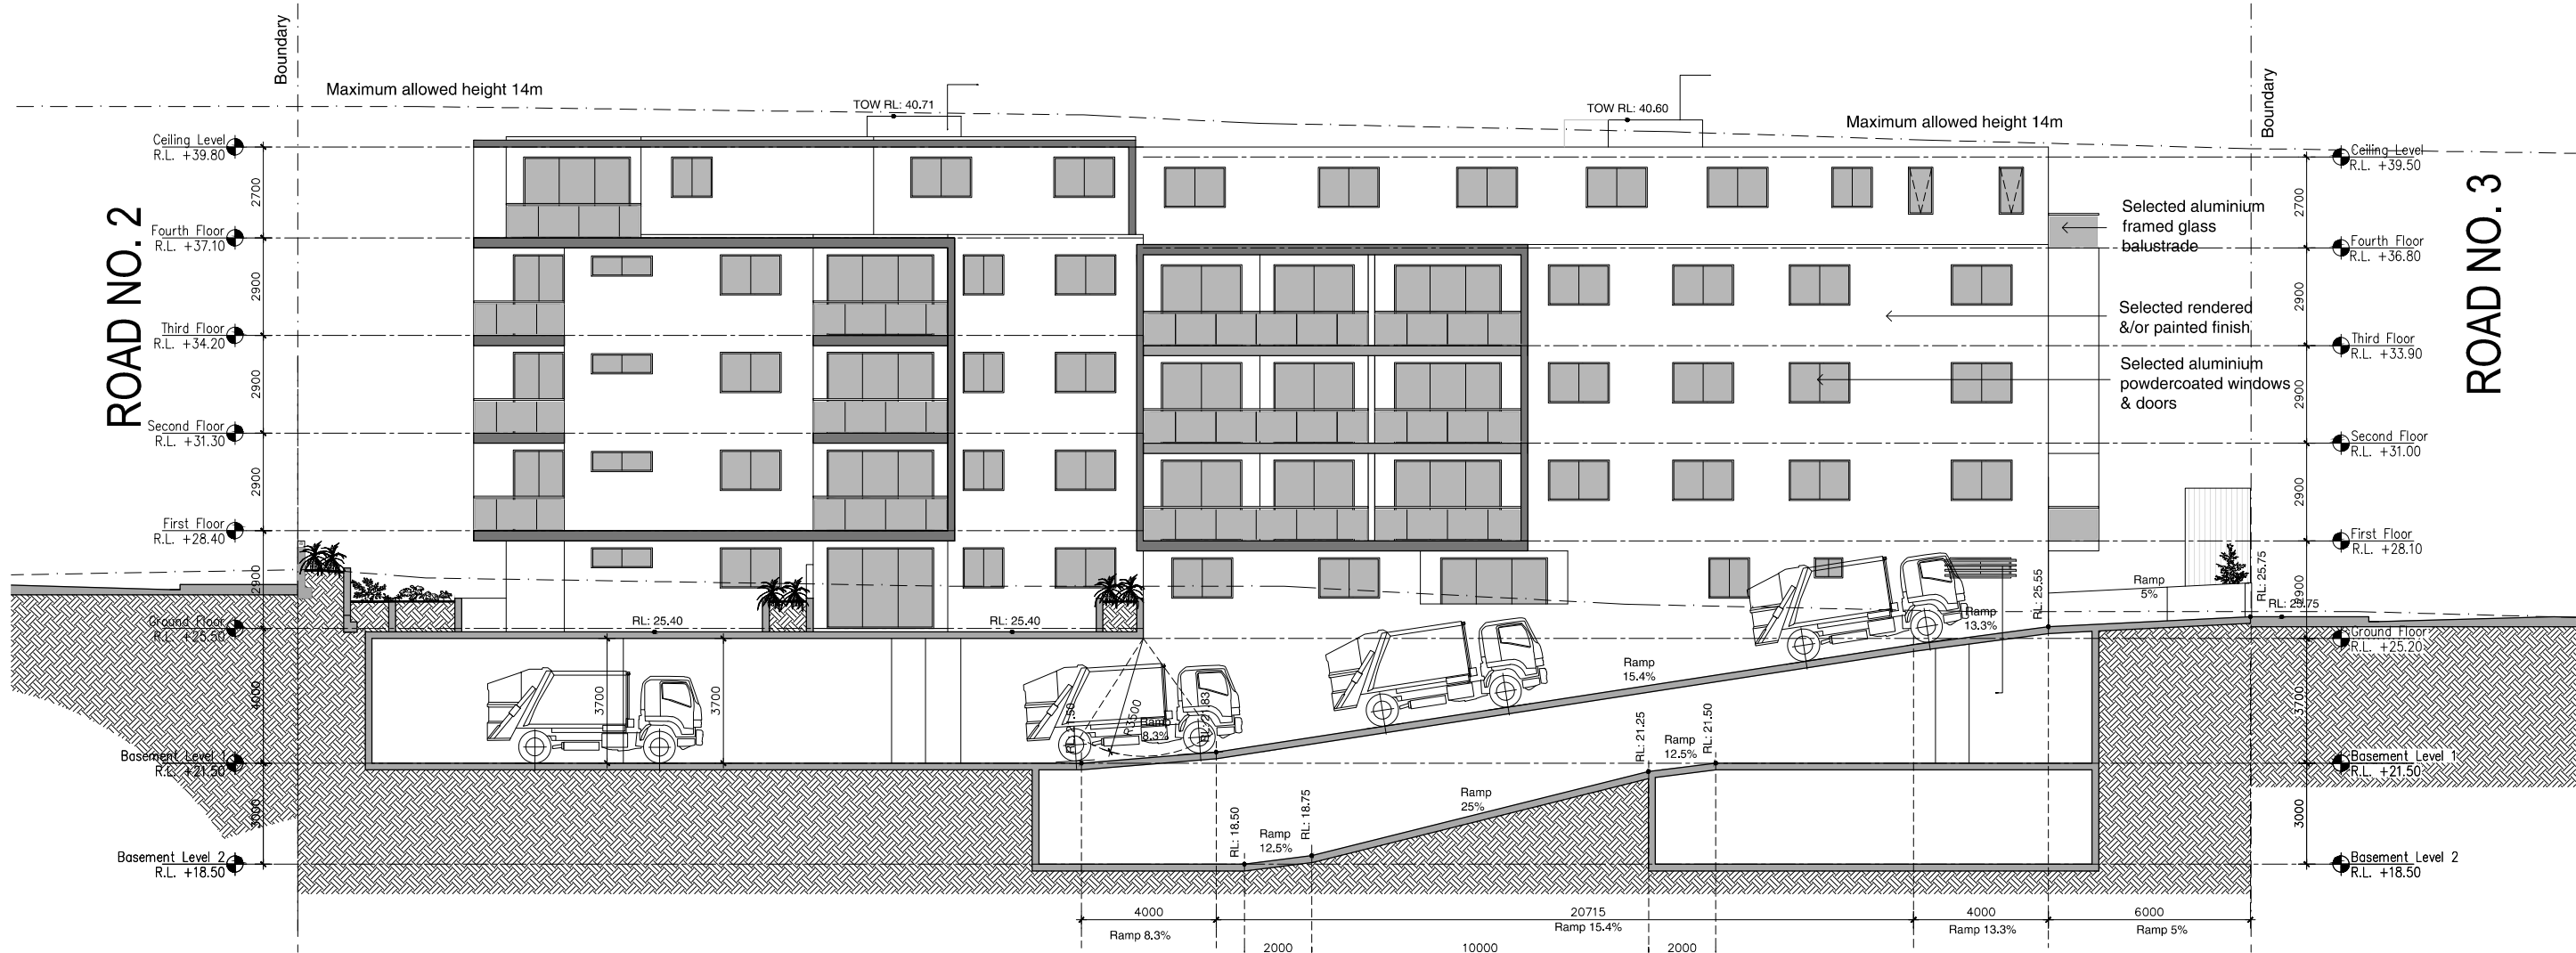 Boundary
Boundary
Maximum allowed height 14m
TOW RL: 40.71
TOW RL: 40.60
Maximum allowed height 14m
ROAD NO. 2
ROAD NO. 3
Ceiling Level
R.L. +39.80
2700
Fourth Floor
R.L. +37.10
2900
Third Floor
R.L. +34.20
2900
Second Floor
R.L. +31.30
2900
First Floor
R.L. +28.40
2900
Ground Floor
R.L. +25.50
4000
Basement Level 1
R.L. +21.50
3000
Basement Level 2
R.L. +18.50
Ceiling Level
R.L. +39.50
2700
Fourth Floor
R.L. +36.80
2900
Third Floor
R.L. +33.90
2900
Second Floor
R.L. +31.00
2900
First Floor
R.L. +28.10
2900
Ground Floor
R.L. +25.20
3700
Basement Level 1
R.L. +21.50
3000
Basement Level 2
R.L. +18.50
Selected aluminium
framed glass
balustrade
Selected rendered
&/or painted finish
Selected aluminium
powdercoated windows
& doors
RL: 25.40
RL: 25.40
3700
3700
R3500
Ramp
8.3%
RL: 21.83
Ramp
15.4%
Ramp
13.3%
RL: 25.55
Ramp
5%
RL: 25.75
RL: 25.75
RL: 18.50
Ramp
12.5%
RL: 18.75
Ramp
25%
RL: 21.25
Ramp
12.5%
RL: 21.50
4000
Ramp 8.3%
20715
Ramp 15.4%
4000
Ramp 13.3%
6000
Ramp 5%
2000
10000
2000